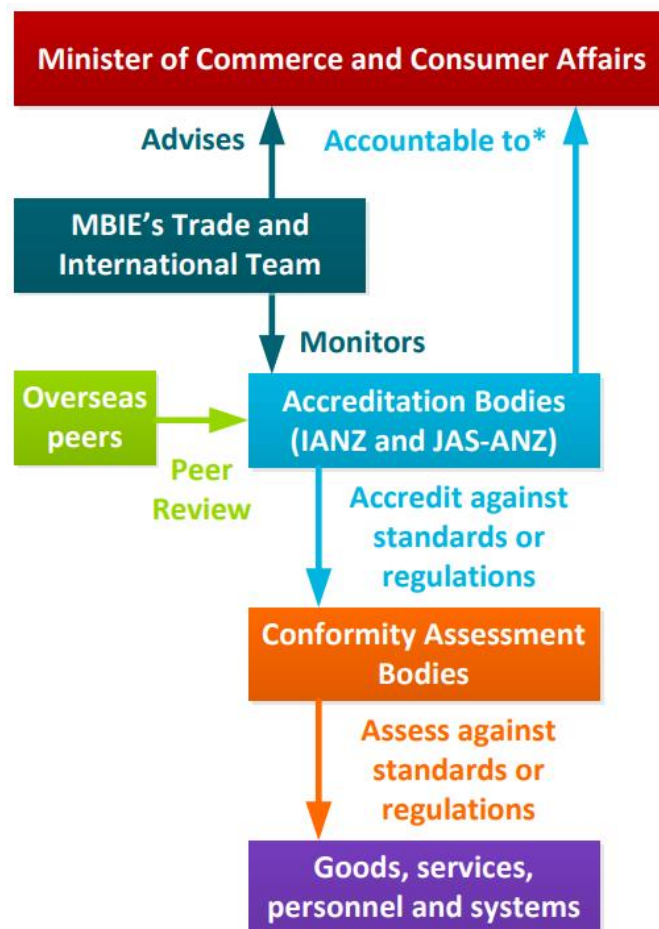 Minister of Commerce and Consumer Affairs
Advises
Accountable to*
MBIE’s Trade and
International Team
Monitors
Overseas
peers
Accreditation Bodies
(IANZ and JAS-ANZ)
Peer
Review
Accredit against
standards or
regulations
Conformity Assessment
Bodies
Assess against
standards or
regulations
Goods, services,
personnel and systems